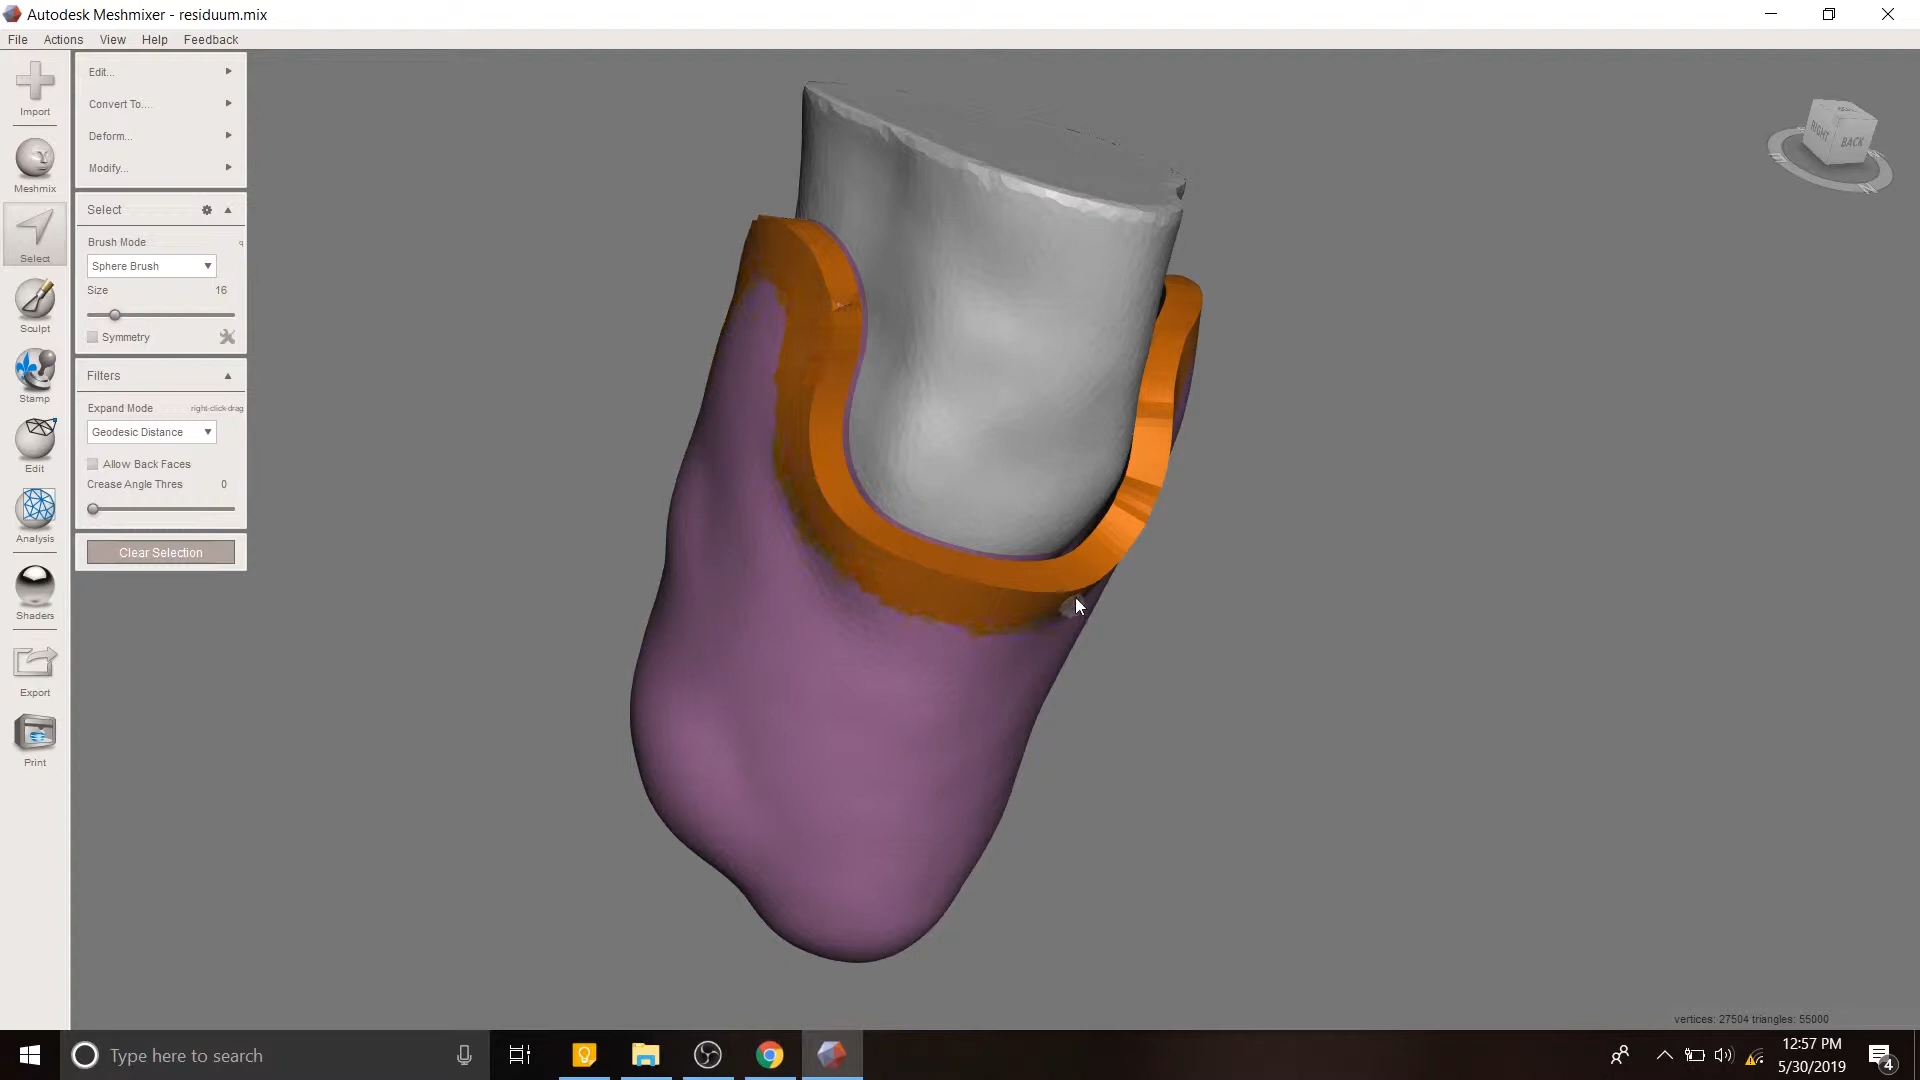 Autodesk Meshmixer - residuum.mix
File Actions View Help Feedback
Import
Meshmix
Select
Sculpt
Stamp
Edit
Analysis
Shaders
Export
Print
Edit...
Convert To...
Deform...
Modify...
Select
Brush Mode q
Sphere Brush
Size 16
Symmetry
Filters
Expand Mode right-click-drag
Geodesic Distance
Allow Back Faces
Crease Angle Thres 0
Clear Selection
RIGHT BACK
vertices: 27504 triangles: 55000
Type here to search
12:57 PM
5/30/2019
4